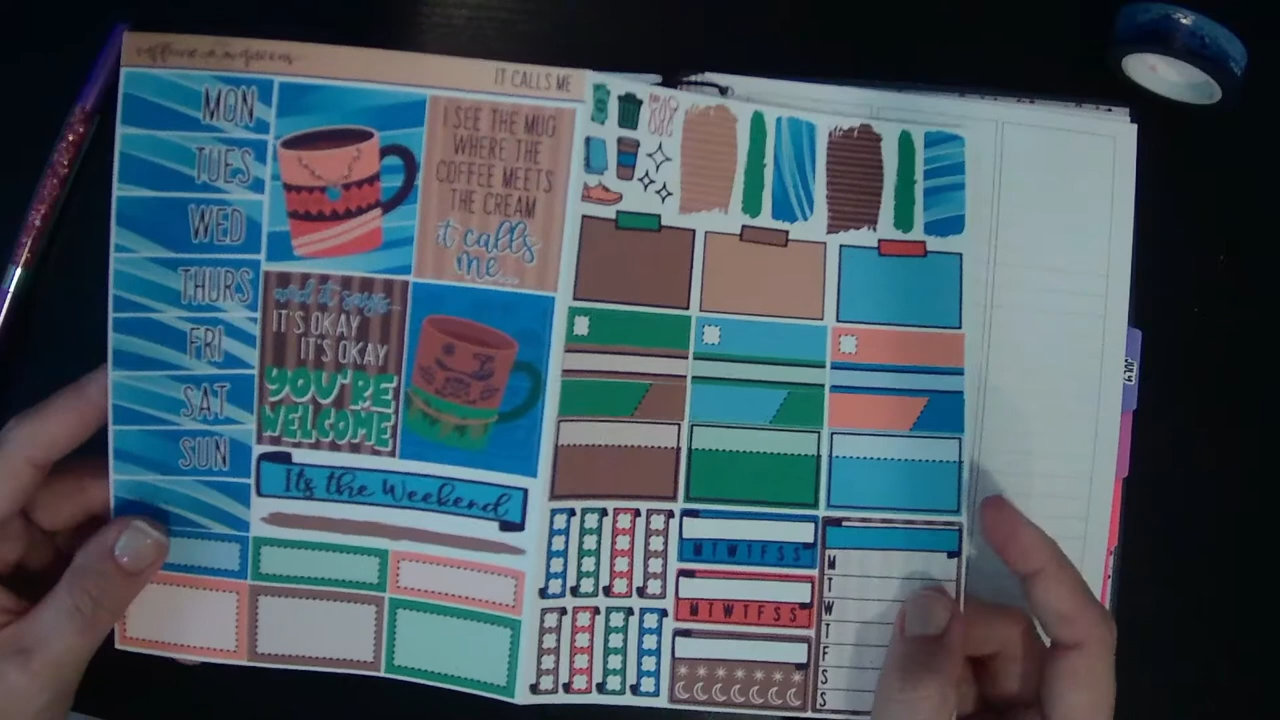 IT CALLS ME
MON
TUES
WED
THURS
FRI
SAT
SUN
I SEE THE MUG
WHERE THE
COFFEE MEETS
THE CREAM
it calls
me...
and it says...
IT'S OKAY
IT'S OKAY
YOU'RE
WELCOME
Its the Weekend
M T W T F S S
M T W T F S S
M
T
W
T
F
S
S
JULY